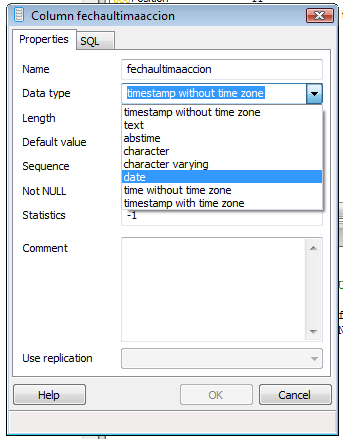 Column fechaultimaaccion
Properties
SQL
Name
fechaultimaaccion
Data type
timestamp without time zone
timestamp without time zone
text
abstime
character
character varying
date
time without time zone
timestamp with time zone
Length
Default value
Sequence
Not NULL
Statistics
-1
Comment
Use replication
Help
OK
Cancel